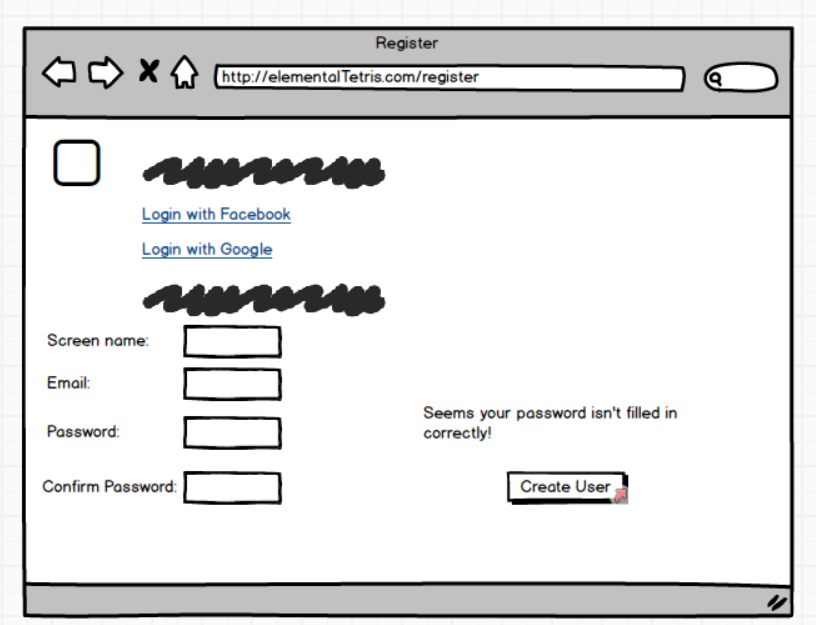 Register
http://elementalTetris.com/register
Login with Facebook
Login with Google
Screen name:
Email:
Seems your password isn't filled in
correctly!
Password:
Confirm Password:
Create User